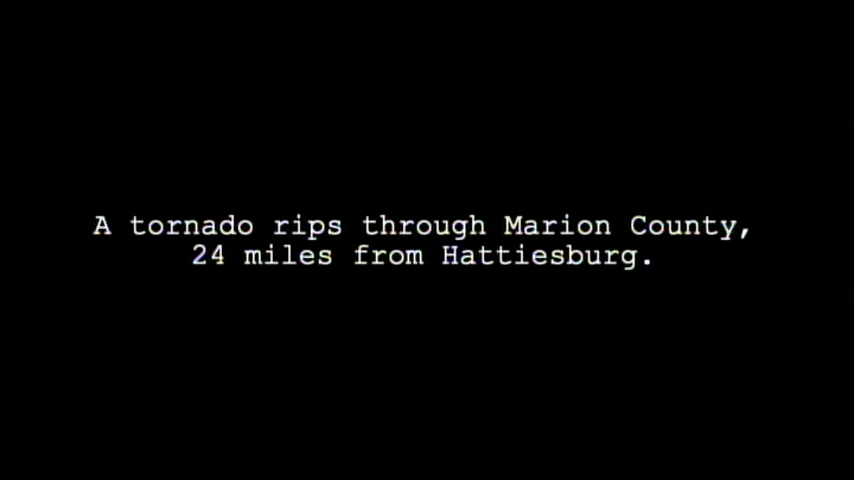 A tornado rips through Marion County,
24 miles from Hattiesburg.